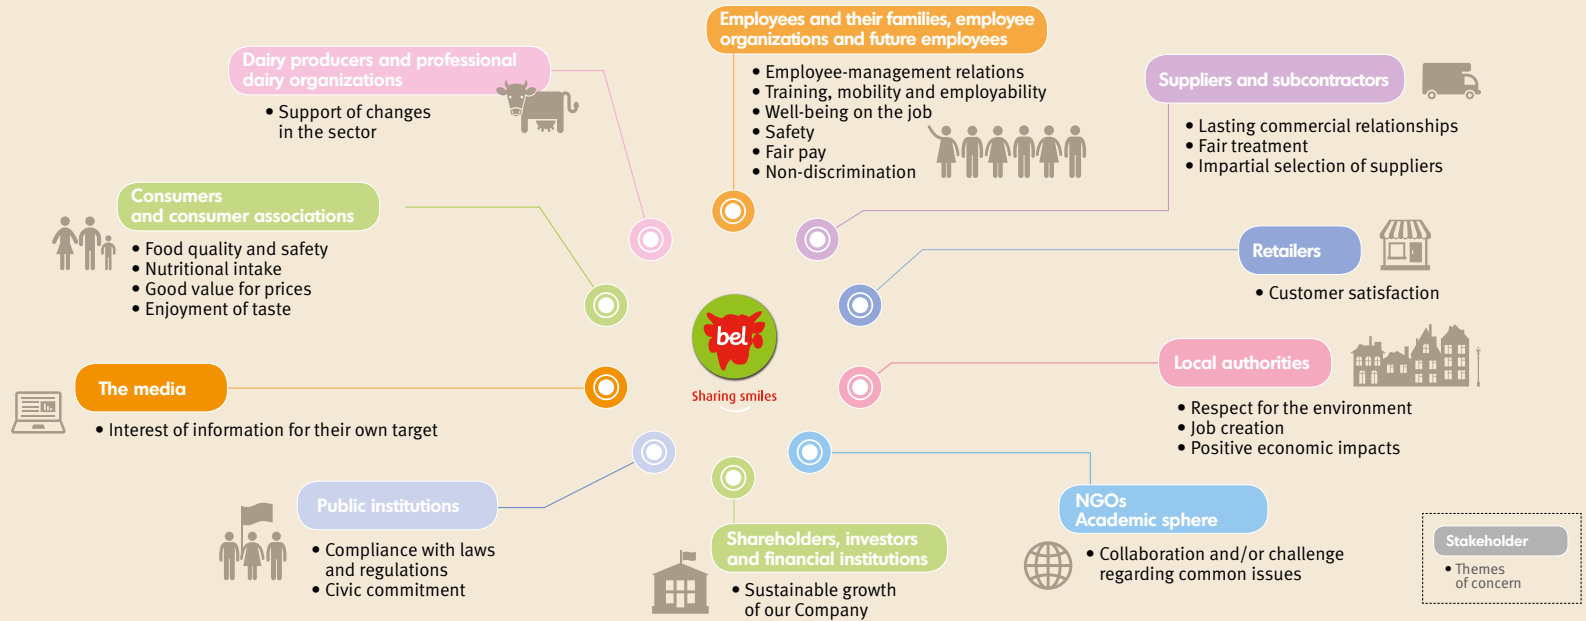 Employees and their families, employee
organizations and future employees
• Employee-management relations
• Training, mobility and employability
• Well-being on the job
• Safety
• Fair pay
• Non-discrimination
Dairy producers and professional
dairy organizations
• Support of changes
in the sector
Suppliers and subcontractors
• Lasting commercial relationships
• Fair treatment
• Impartial selection of suppliers
Consumers
and consumer associations
• Food quality and safety
• Nutritional intake
• Good value for prices
• Enjoyment of taste
Retailers
• Customer satisfaction
bel
Sharing smiles
The media
• Interest of information for their own target
Local authorities
• Respect for the environment
• Job creation
• Positive economic impacts
Public institutions
• Compliance with laws
and regulations
• Civic commitment
Shareholders, investors
and financial institutions
• Sustainable growth
of our Company
NGOs
Academic sphere
• Collaboration and/or challenge
regarding common issues
Stakeholder
• Themes
of concern